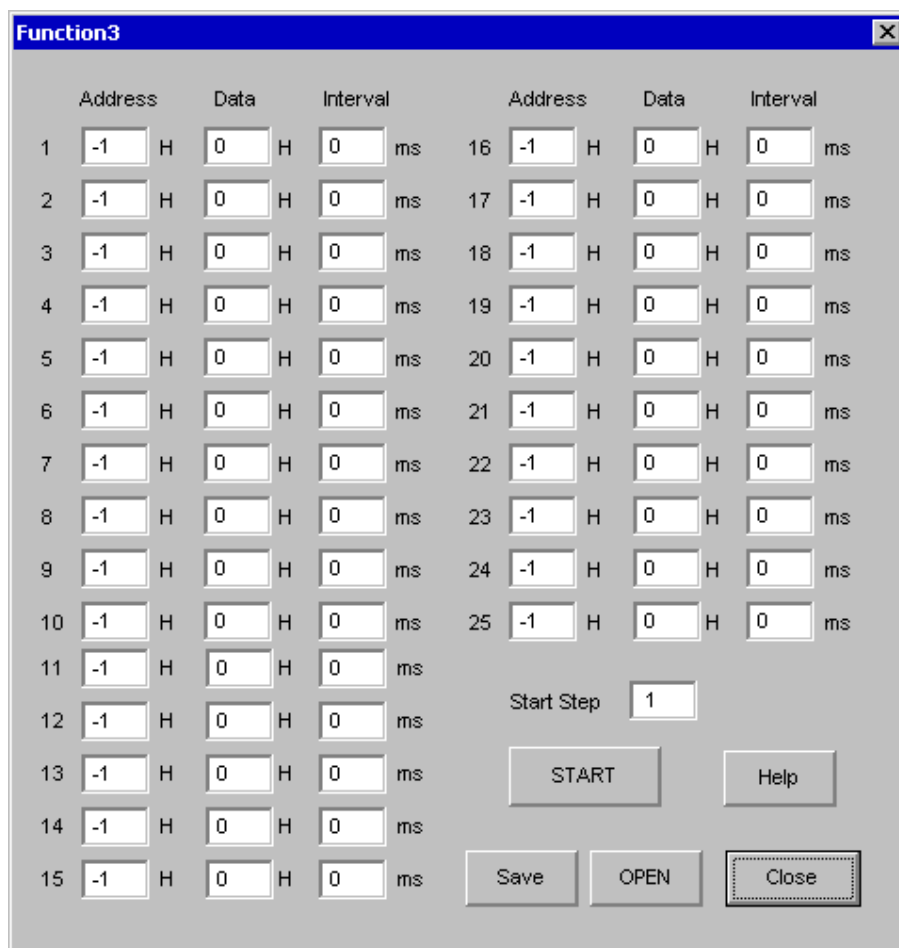 Function3
Address Data Interval Address Data Interval
1 -1 H 0 H 0 ms 16 -1 H 0 H 0 ms
2 -1 H 0 H 0 ms 17 -1 H 0 H 0 ms
3 -1 H 0 H 0 ms 18 -1 H 0 H 0 ms
4 -1 H 0 H 0 ms 19 -1 H 0 H 0 ms
5 -1 H 0 H 0 ms 20 -1 H 0 H 0 ms
6 -1 H 0 H 0 ms 21 -1 H 0 H 0 ms
7 -1 H 0 H 0 ms 22 -1 H 0 H 0 ms
8 -1 H 0 H 0 ms 23 -1 H 0 H 0 ms
9 -1 H 0 H 0 ms 24 -1 H 0 H 0 ms
10 -1 H 0 H 0 ms 25 -1 H 0 H 0 ms
11 -1 H 0 H 0 ms
Start Step 1
12 -1 H 0 H 0 ms
13 -1 H 0 H 0 ms START Help
14 -1 H 0 H 0 ms
15 -1 H 0 H 0 ms Save OPEN Close